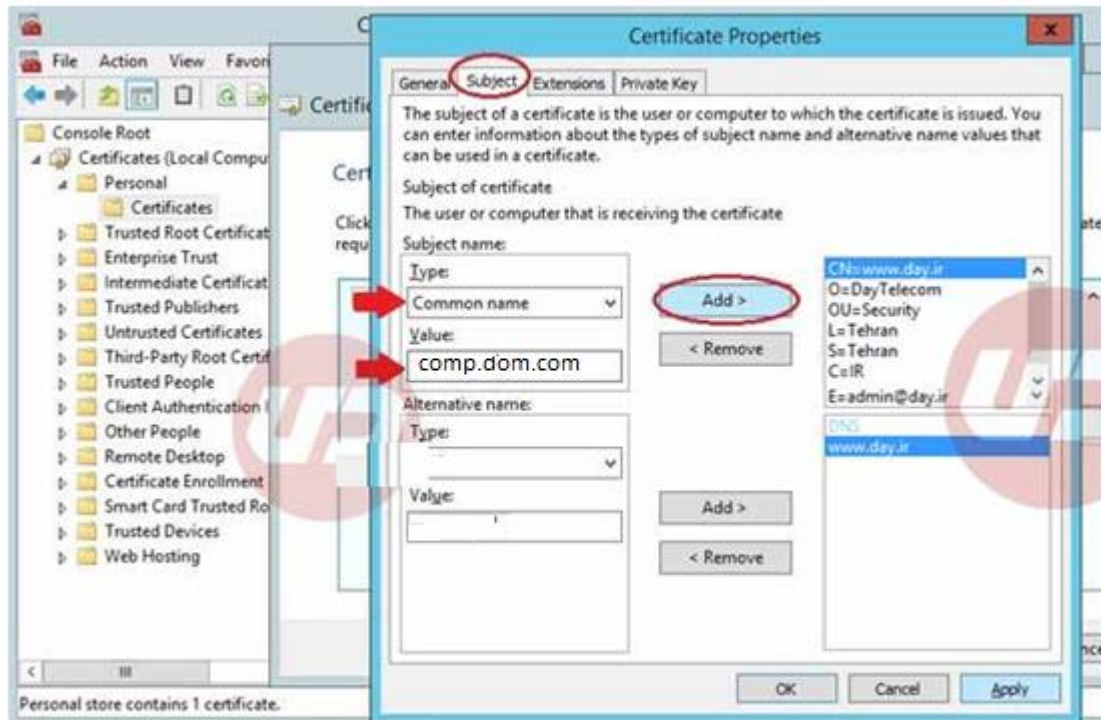 Certificate Properties
File Action View Favori
General Subject Extensions Private Key
Certific
The subject of a certificate is the user or computer to which the certificate is issued. You
can enter information about the types of subject name and alternative name values that
can be used in a certificate.
Console Root
Certificates (Local Compu
Personal
Certificates
Trusted Root Certificat
Enterprise Trust
Intermediate Certificat
Trusted Publishers
Untrusted Certificates
Third-Party Root Certif
Trusted People
Client Authentication I
Other People
Remote Desktop
Certificate Enrollment
Smart Card Trusted Ro
Trusted Devices
Web Hosting
Cert
Click
requ
Subject of certificate
The user or computer that is receiving the certificate
Subject name:
Type:
Common name
Value:
comp.dom.com
Add >
< Remove
CN=www.day.ir
O=DayTelecom
OU=Security
L=Tehran
S=Tehran
C=IR
E=admin@day.ir
Alternative name:
Type:
Value:
Add >
< Remove
DNS
www.day.ir
OK Cancel Apply
Personal store contains 1 certificate.